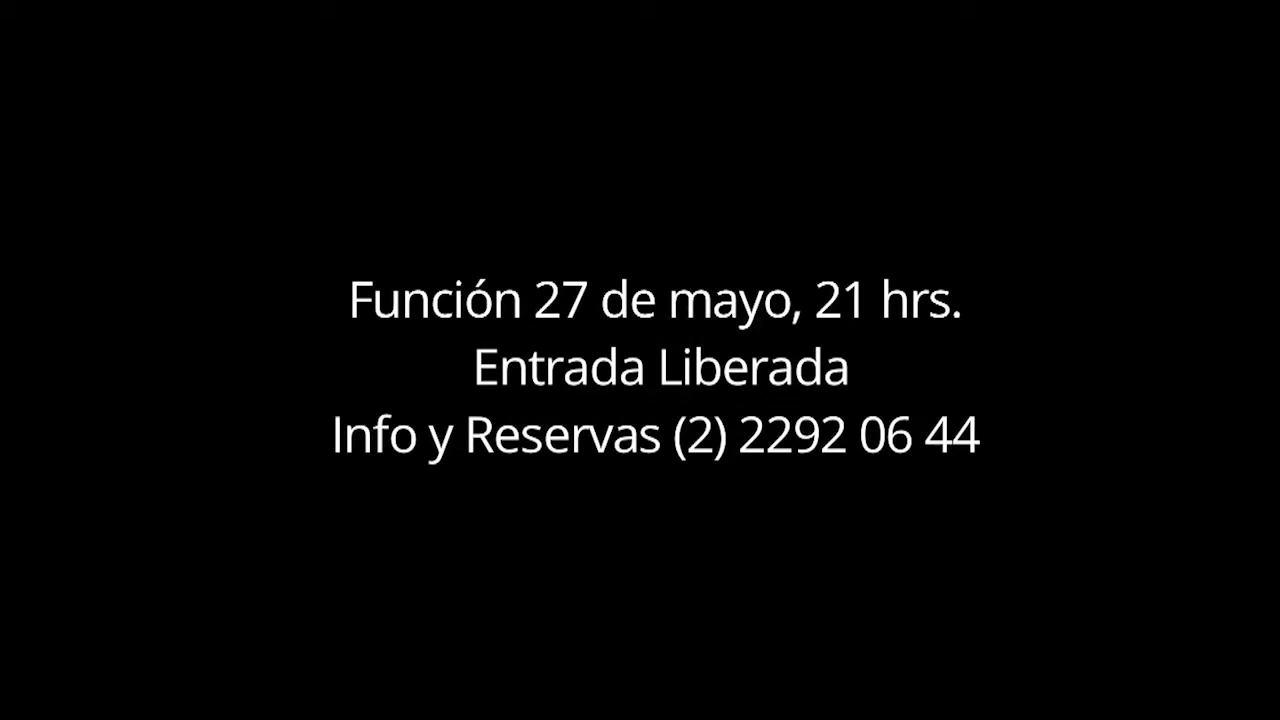 Función 27 de mayo, 21 hrs.
Entrada Liberada
Info y Reservas (2) 2292 06 44